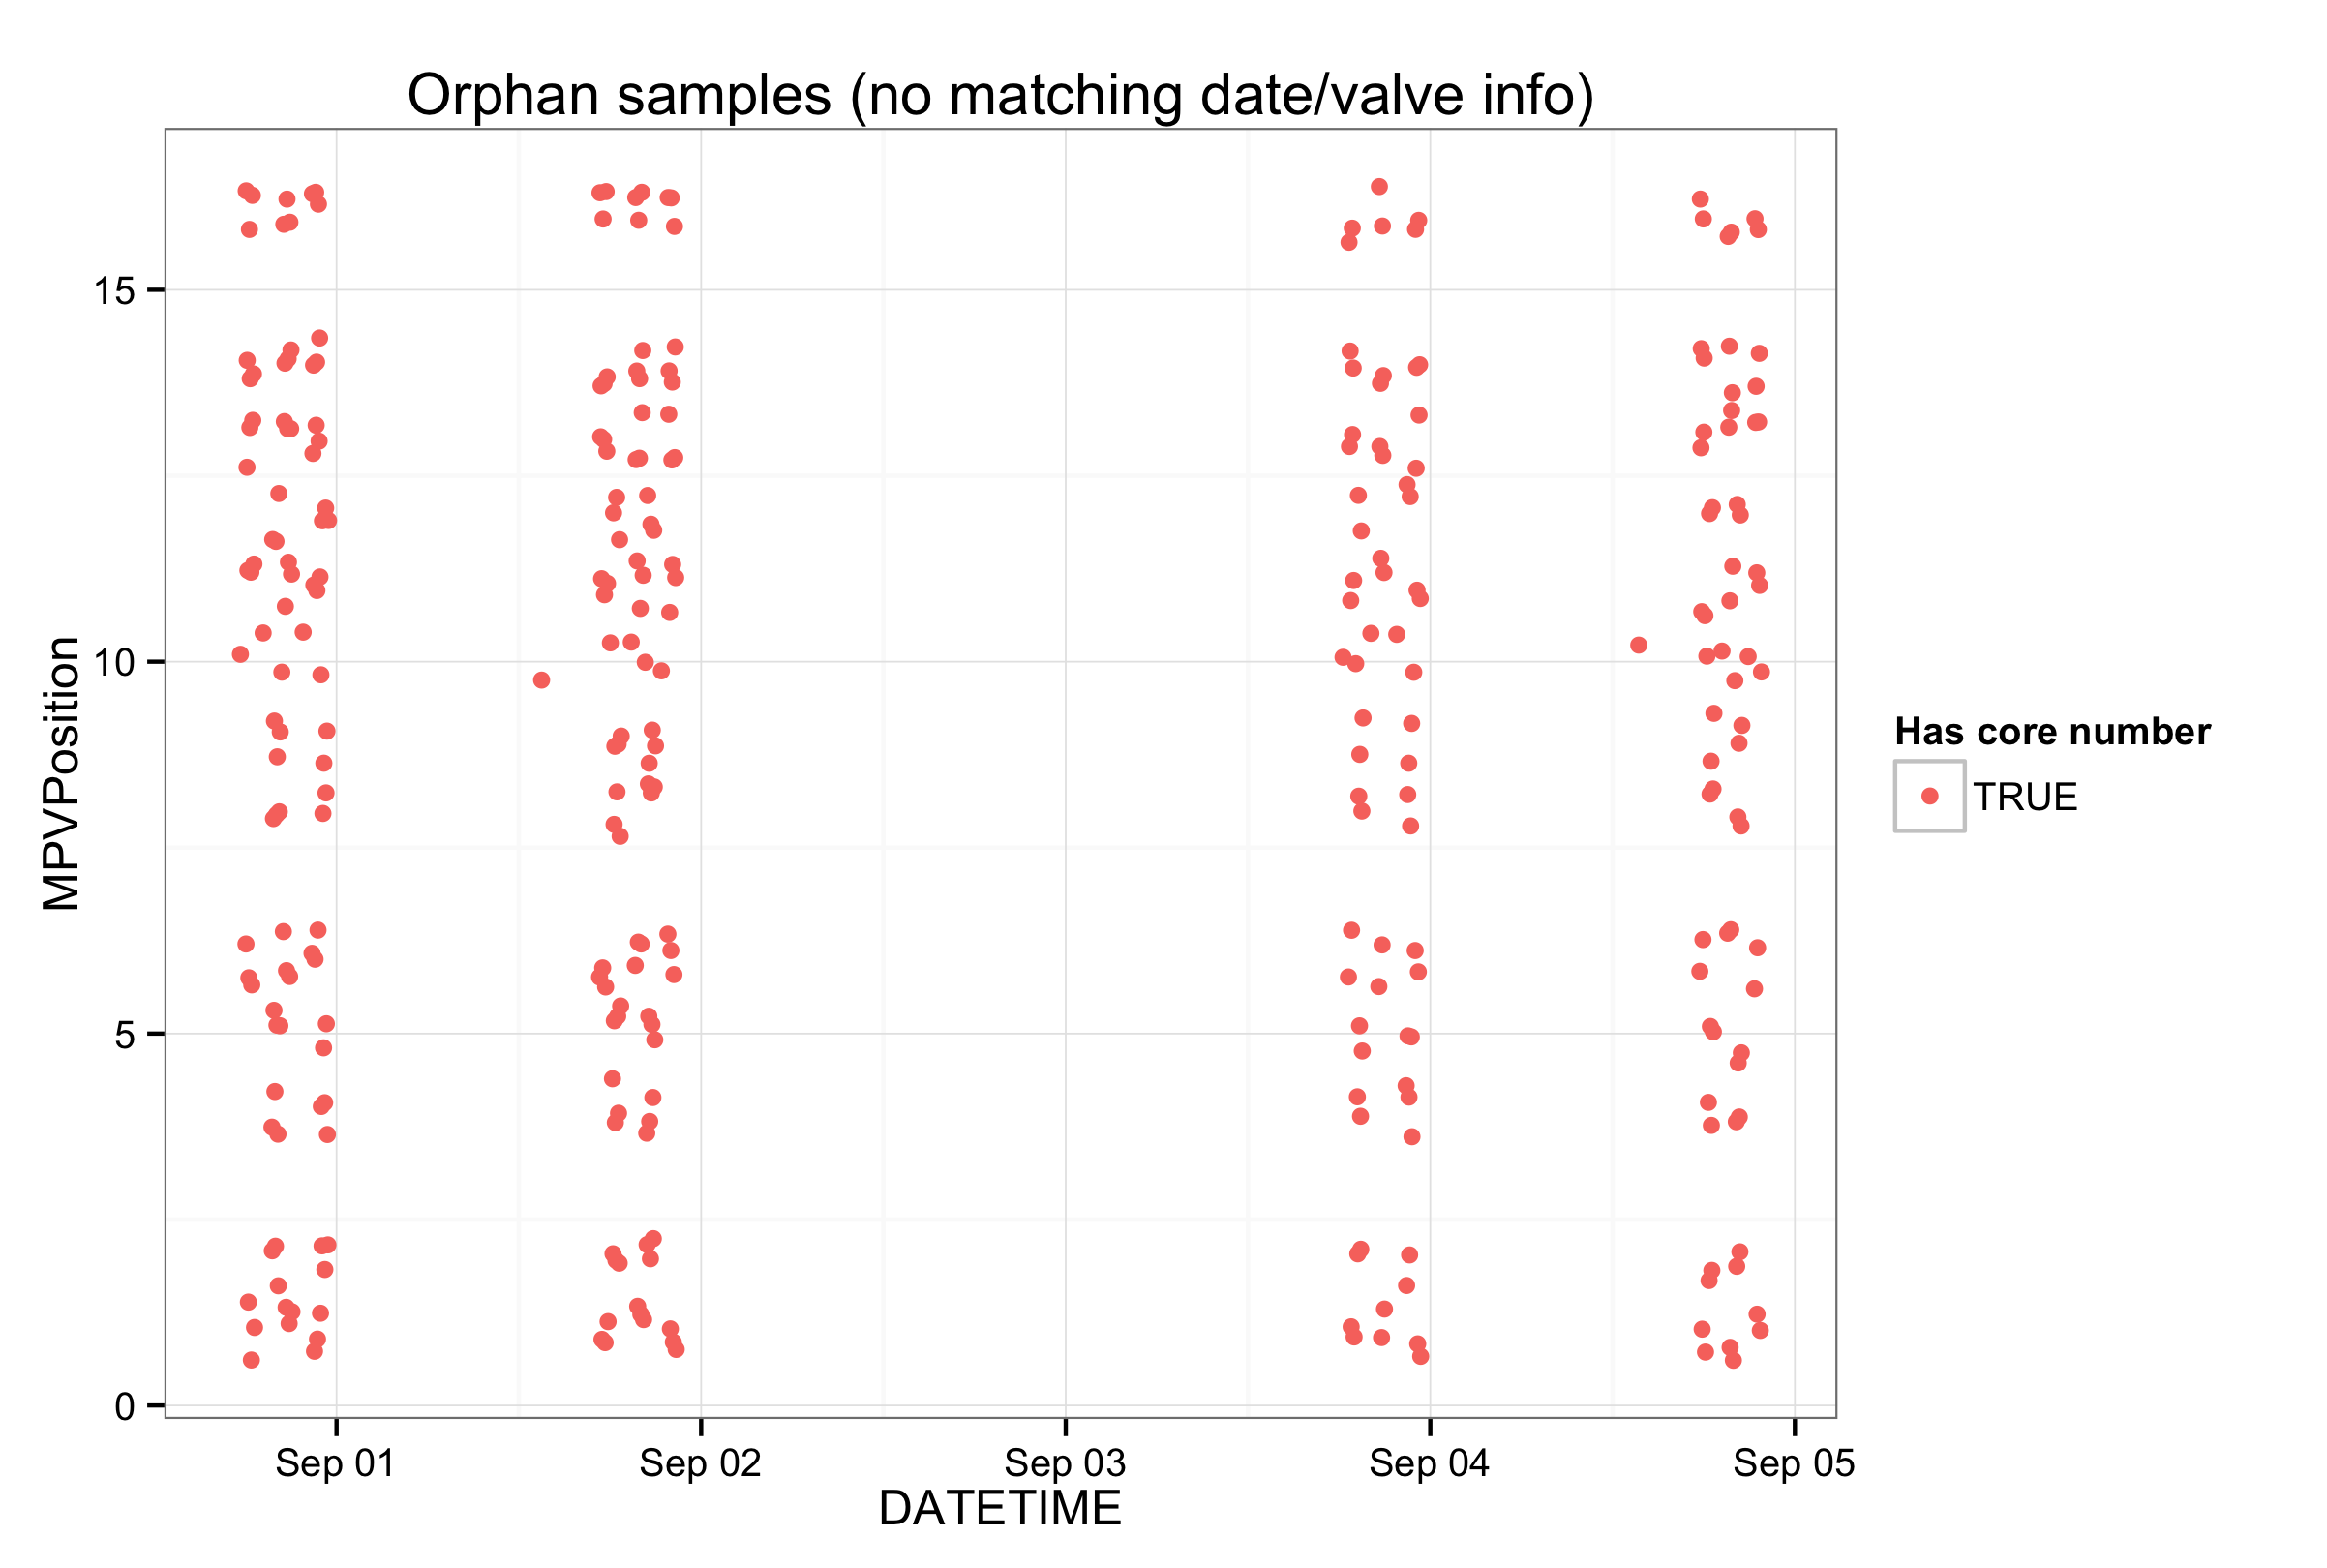 Orphan samples (no matching date/valve info)
MPVPosition
15
10
5
0
Sep 01 Sep 02 Sep 03 Sep 04 Sep 05
DATETIME
Has core number
TRUE